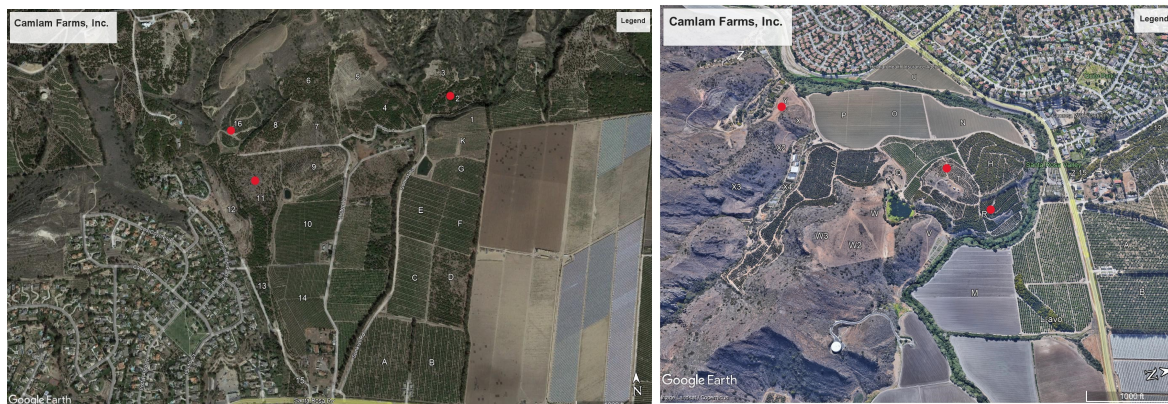 Camlam Farms, Inc.
Legend
16
6
5
3
2
8
7
4
1
K
9
G
11
12
10
E
F
C
D
13
14
A
B
15
Google Earth
N
Camlam Farms, Inc.
Legend
P
O
N
H
X3
W
W3
W2
V
M
Google Earth
1000 ft
N